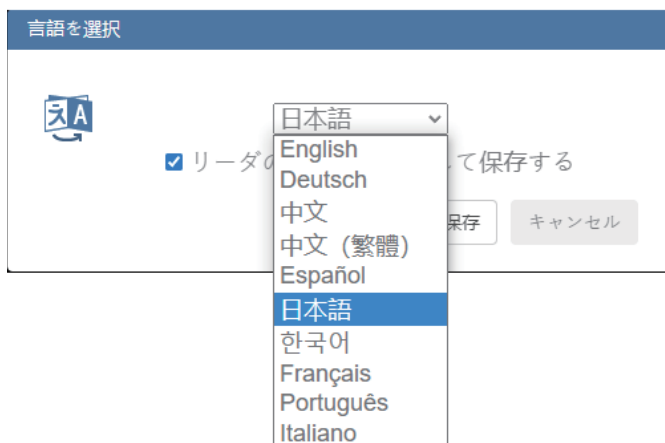 言語を選択
日本語
English
リーダの
して保存する
Deutsch
中文
保存
キャンセル
中文 (繁體)
Español
日本語
한국어
Français
Português
Italiano